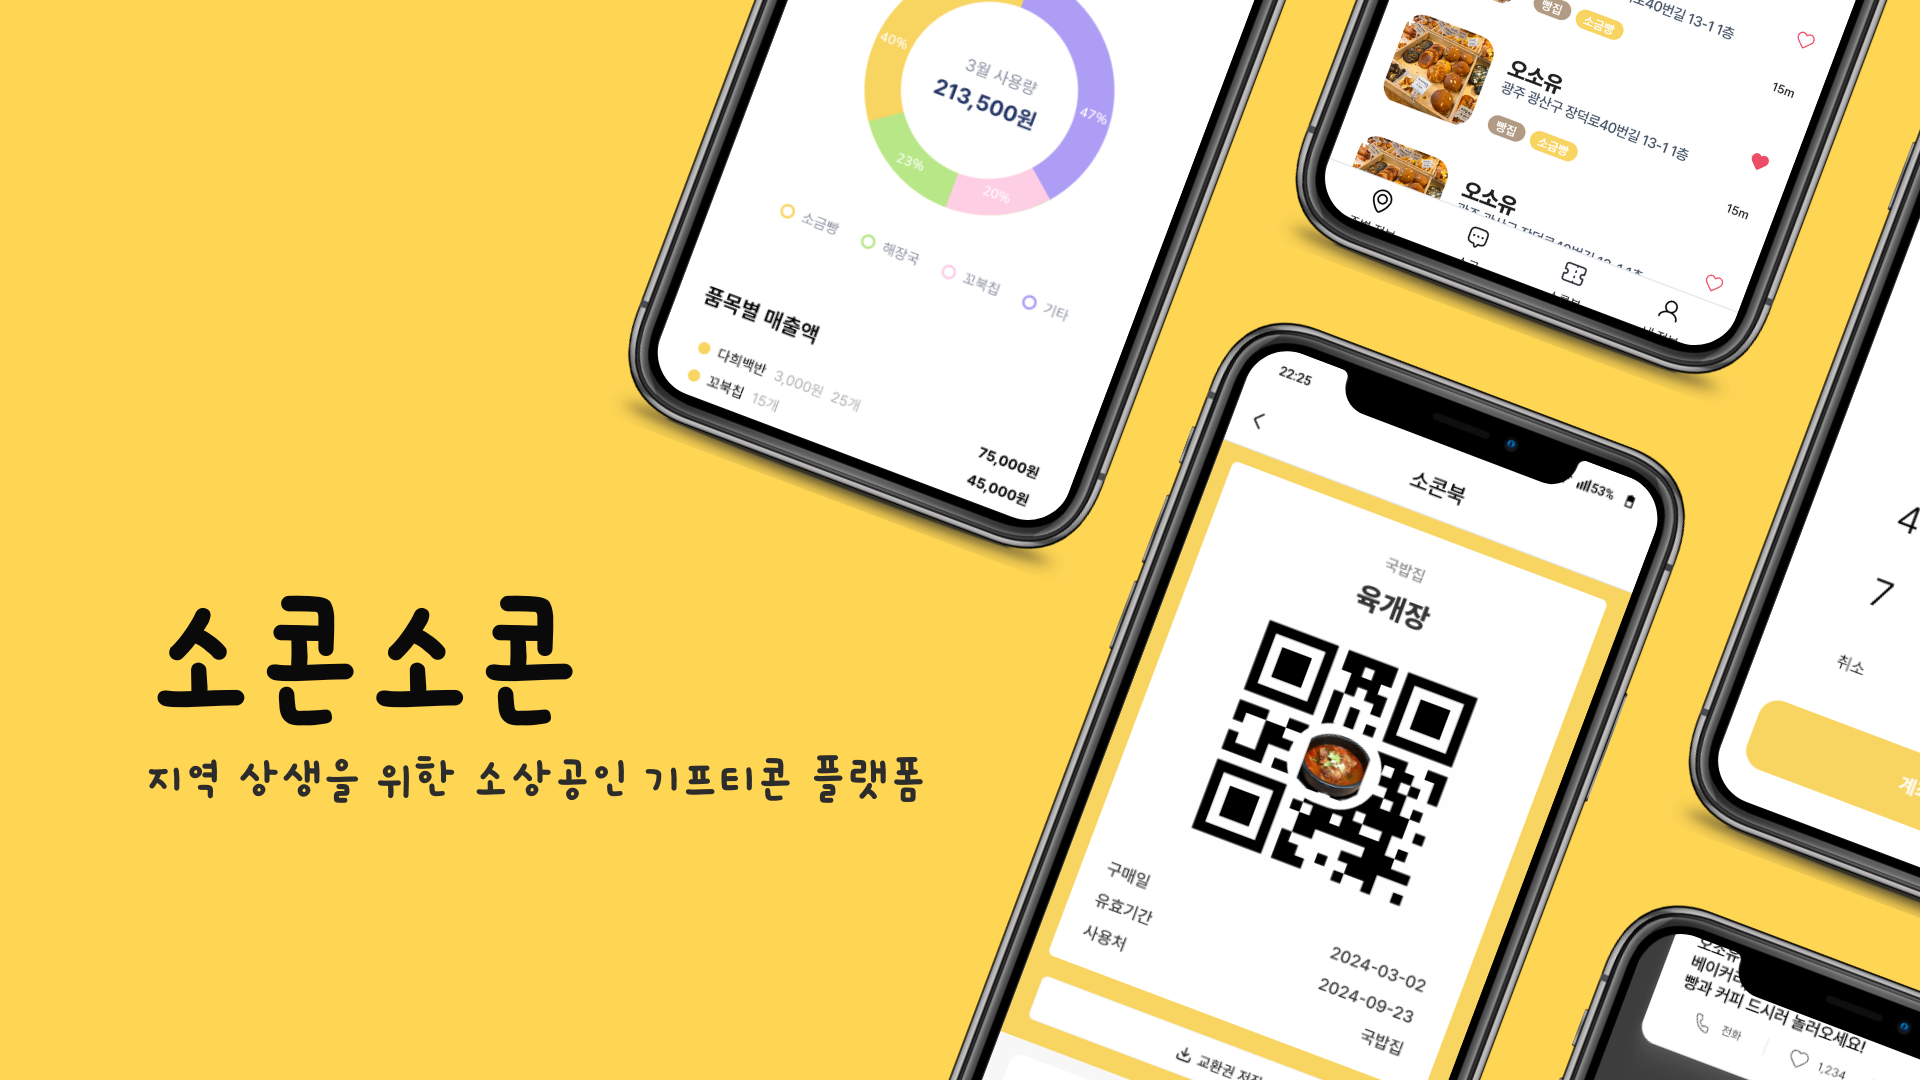 소콘소콘
지역 상생을 위한 소상공인 기프티콘 플랫폼
40%
47%
23%
20%
3월 사용량
213,500원
소금빵
해장국
꼬북칩
기타
품목별 매출액
다희백반 3,000원 25개
꼬북칩 15개
75,000원
45,000원
40번길 13-1 1층
빵집 소금빵
오소유
15m
광주 광산구 장덕로40번길 13-1 1층
빵집 소금빵
오소유
15m
22:25
53%
소콘북
국밥집
육개장
구매일
2024-03-02
유효기간
2024-09-23
사용처
국밥집
교환권
4
7
취소
빵과 커피 드시러 놀러오세요!
전화
1,234